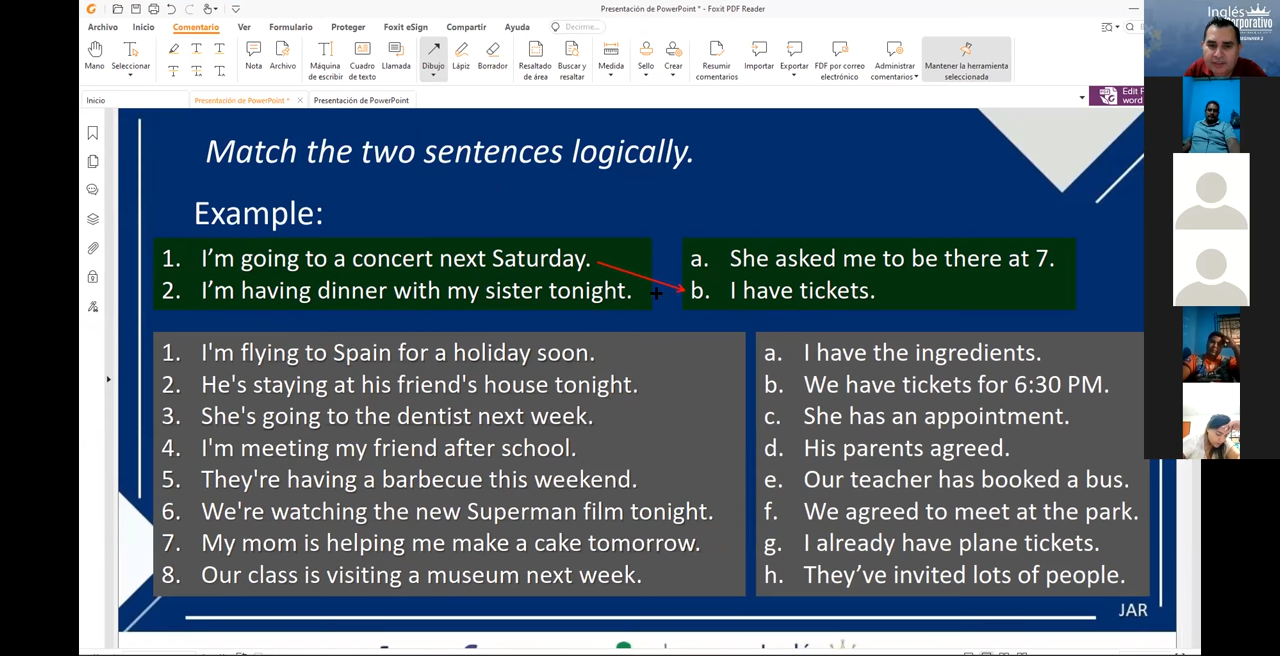 Presentación de PowerPoint * - Foxit PDF Reader
Archivo Inicio Comentario Ver Formulario Proteger Foxit eSign Compartir Ayuda Decirme...
Mano Seleccionar Nota Archivo Máquina de escribir Cuadro de texto Llamada Dibujo Lápiz Borrador Resaltado de área Buscar y resaltar Medida Sello Crear Resumir comentarios Importar Exportar PDF por correo electrónico Administrar comentarios Mantener la herramienta seleccionada
Inicio Presentación de PowerPoint * Presentación de PowerPoint
Edit P
word
Inglés
orporativo
BEGINNER 2
Match the two sentences logically.
Example:
1. I’m going to a concert next Saturday.
2. I’m having dinner with my sister tonight.
a. She asked me to be there at 7.
b. I have tickets.
1. I'm flying to Spain for a holiday soon.
2. He's staying at his friend's house tonight.
3. She's going to the dentist next week.
4. I'm meeting my friend after school.
5. They're having a barbecue this weekend.
6. We're watching the new Superman film tonight.
7. My mom is helping me make a cake tomorrow.
8. Our class is visiting a museum next week.
a. I have the ingredients.
b. We have tickets for 6:30 PM.
c. She has an appointment.
d. His parents agreed.
e. Our teacher has booked a bus.
f. We agreed to meet at the park.
g. I already have plane tickets.
h. They’ve invited lots of people.
JAR